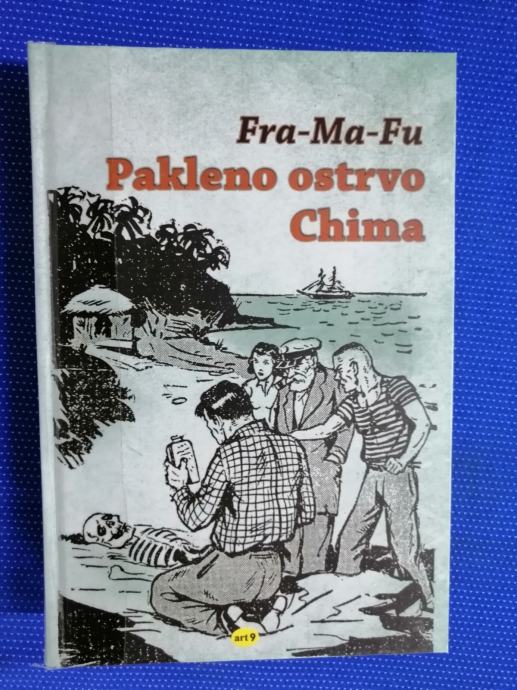 Fra-Ma-Fu
Pakleno ostrvo
Chima
art 9